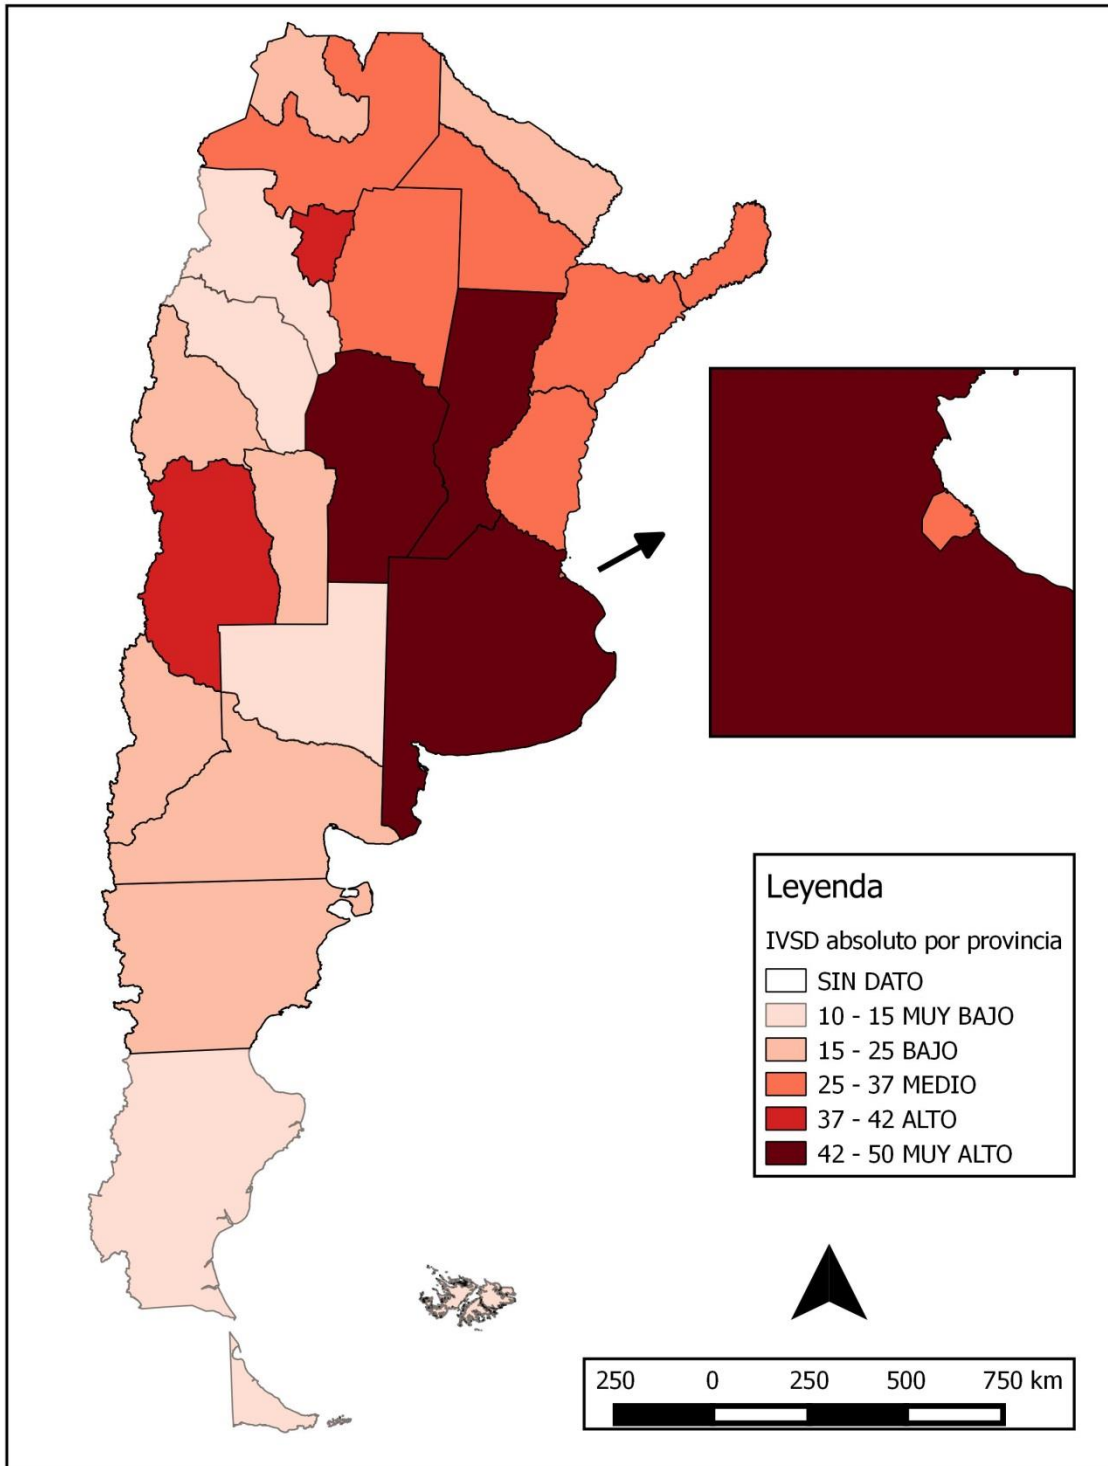 Leyenda
IVSD absoluto por provincia
SIN DATO
10 - 15 MUY BAJO
15 - 25 BAJO
25 - 37 MEDIO
37 - 42 ALTO
42 - 50 MUY ALTO
250 0 250 500 750 km